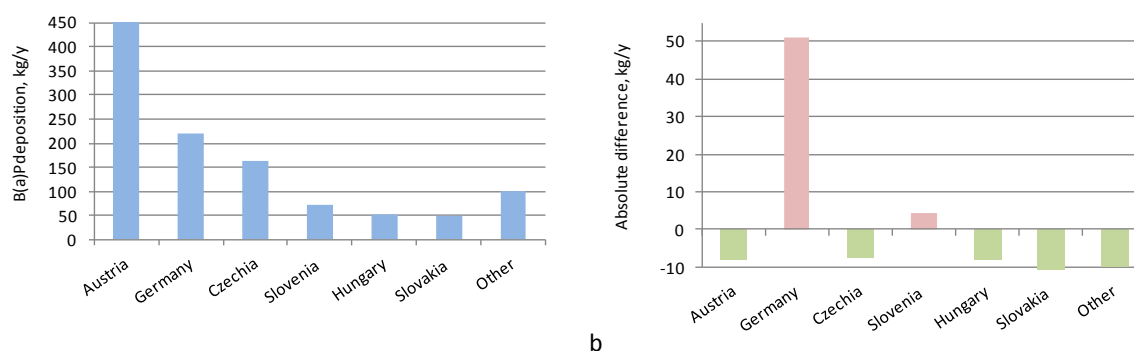 B(a)Pdeposition, kg/y
450
400
350
300
250
200
150
100
50
0
Austria
Germany
Czechia
Slovenia
Hungary
Slovakia
Other
Absolute difference, kg/y
50
40
30
20
10
0
-10
Austria
Germany
Czechia
Slovenia
Hungary
Slovakia
Other
b